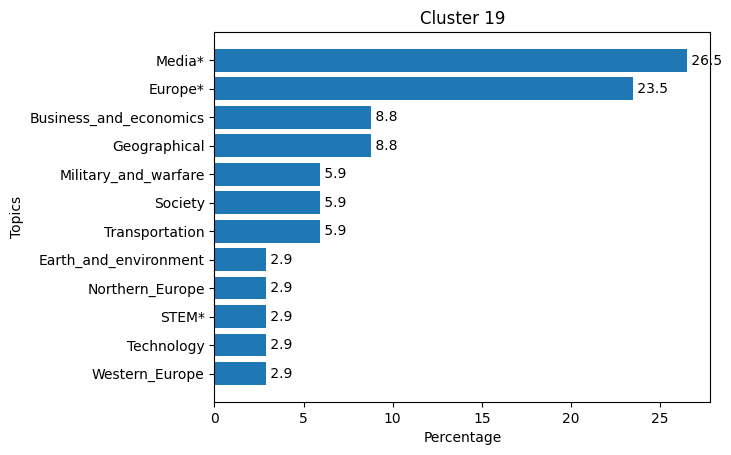 Cluster 19
Topics
Media* 26.5
Europe* 23.5
Business_and_economics 8.8
Geographical 8.8
Military_and_warfare 5.9
Society 5.9
Transportation 5.9
Earth_and_environment 2.9
Northern_Europe 2.9
STEM* 2.9
Technology 2.9
Western_Europe 2.9
0 5 10 15 20 25
Percentage